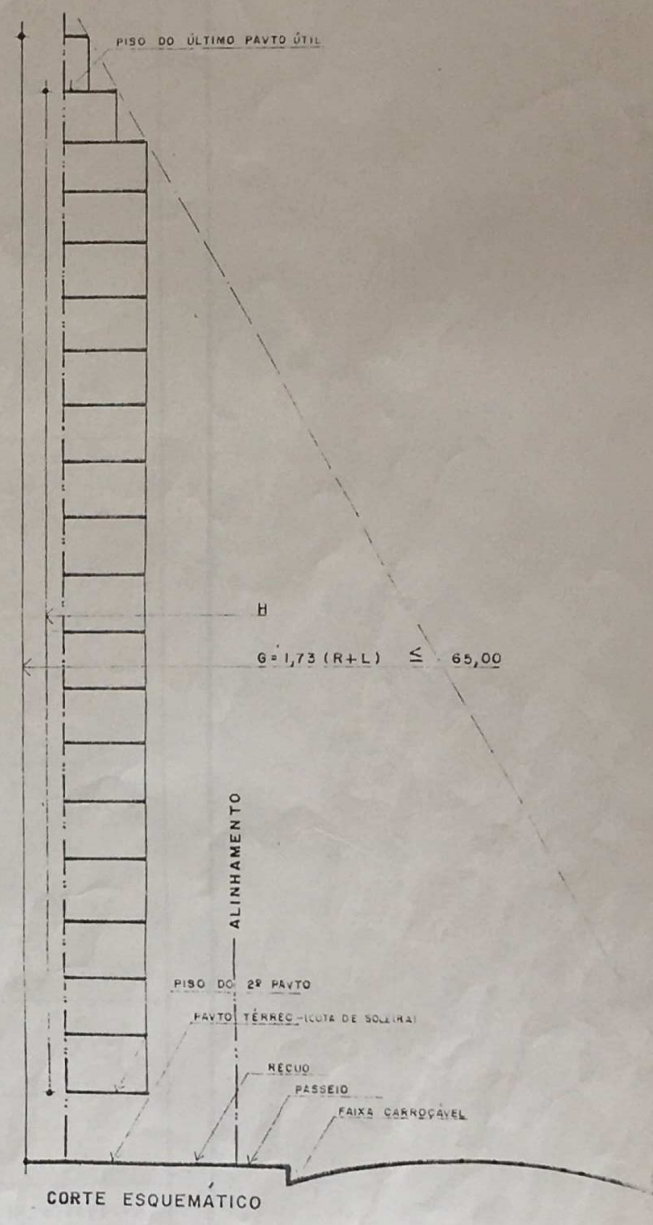 PISO DO ÚLTIMO PAVTO ÚTIL
H
G = 1,73 (R+L) ≤ 65,00
ALINHAMENTO
PISO DO 2º PAVTO
PAVTO TÉRREO - (COTA DE SOLEIRA)
RECUO
PASSEIO
FAIXA CARROÇÁVEL
CORTE ESQUEMÁTICO